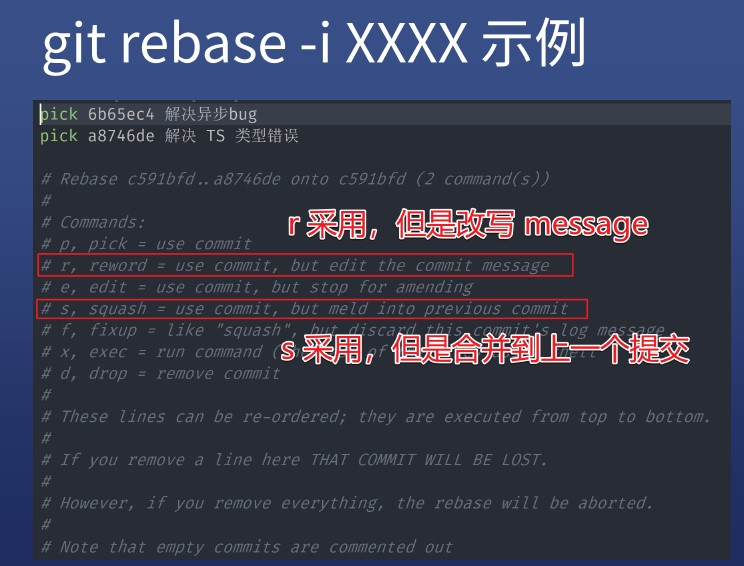 git rebase -i XXXX 示例
pick 6b65ec4 解决异步bug
pick a8746de 解决 TS 类型错误
# Rebase c591bfd..a8746de onto c591bfd (2 command(s))
#
# Commands:
r 采用，但是改写 message
# p, pick = use commit
# r, reword = use commit, but edit the commit message
# e, edit = use commit, but stop for amending
# s, squash = use commit, but meld into previous commit
# f, fixup = like "squash", but discard this commit's log message
s 采用，但是合并到上一个提交
# x, exec = run command ( of
# d, drop = remove commit
#
# These lines can be re-ordered; they are executed from top to bottom.
#
# If you remove a line here THAT COMMIT WILL BE LOST.
#
# However, if you remove everything, the rebase will be aborted.
#
# Note that empty commits are commented out